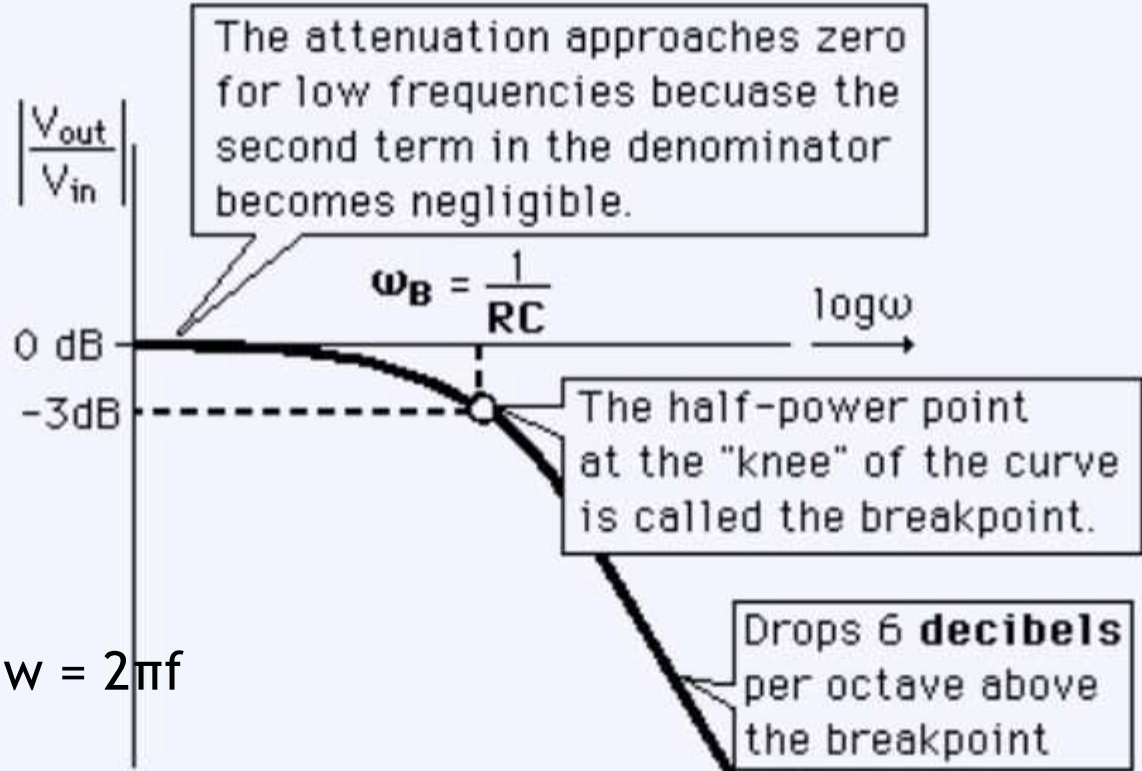 The attenuation approaches zero
for low frequencies becuase the
second term in the denominator
becomes negligible.
|Vout/Vin|
ωB = 1/RC
logω
0 dB
-3dB
The half-power point
at the "knee" of the curve
is called the breakpoint.
Drops 6 decibels
per octave above
the breakpoint
w = 2πf